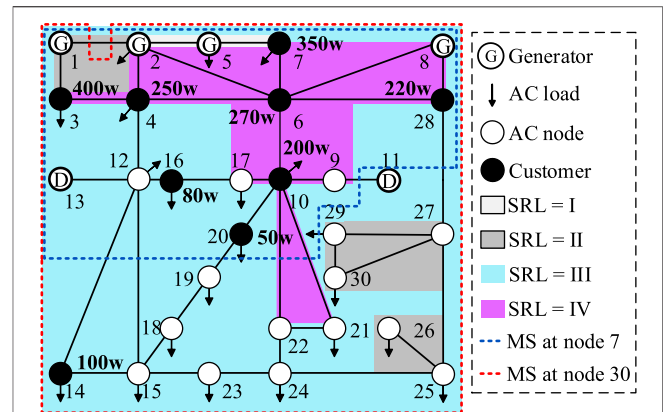 G G G 350w G
1 2 5 7 8
400w 250w 220w
3 4 270w 6 28
200w
12 16 17 9 11
D D
13 80w 10
29 27
20 50w
19 30
18 26
22 21
100w
14 15 23 24 25
G Generator
AC load
AC node
Customer
SRL = I
SRL = II
SRL = III
SRL = IV
MS at node 7
MS at node 30